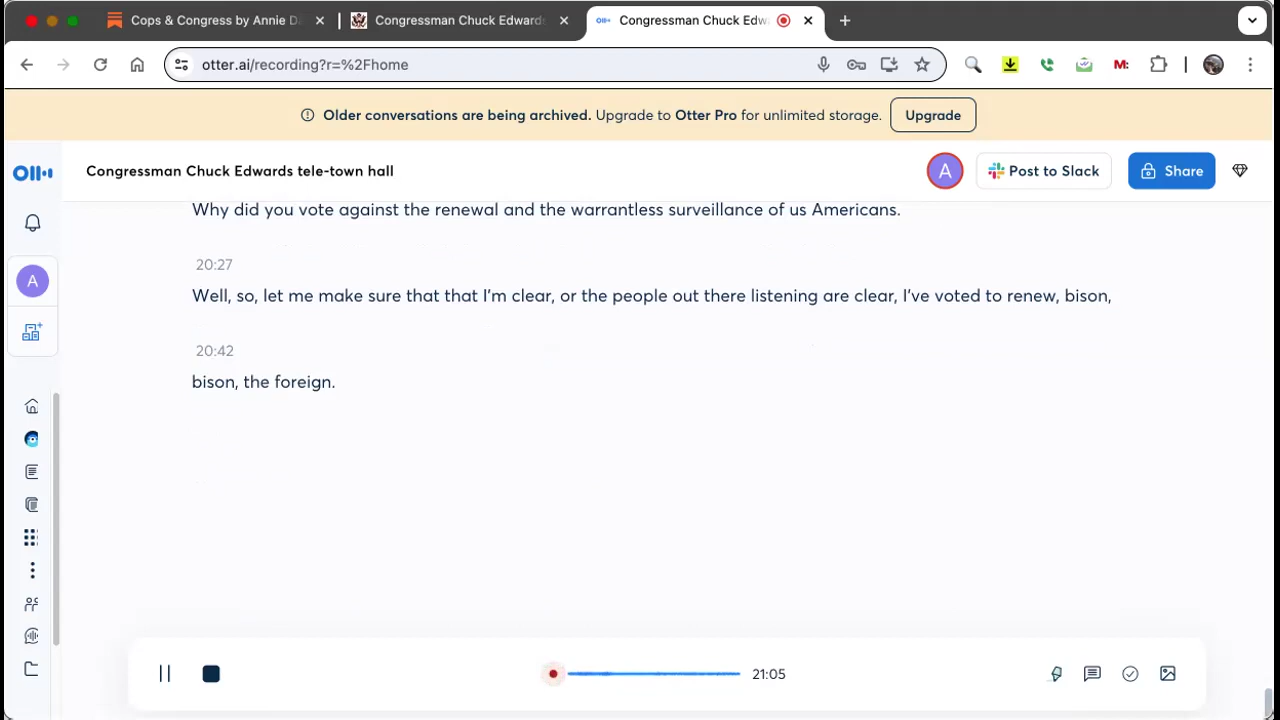 Cops & Congress by Annie Da
Congressman Chuck Edwards
Congressman Chuck Edw
otter.ai/recording?r=%2Fhome
M:
Older conversations are being archived. Upgrade to Otter Pro for unlimited storage.
Upgrade
Congressman Chuck Edwards tele-town hall
A
Post to Slack
Share
Why did you vote against the renewal and the warrantless surveillance of us Americans.
20:27
A
Well, so, let me make sure that that I'm clear, or the people out there listening are clear, I've voted to renew, bison,
20:42
bison, the foreign.
21:05